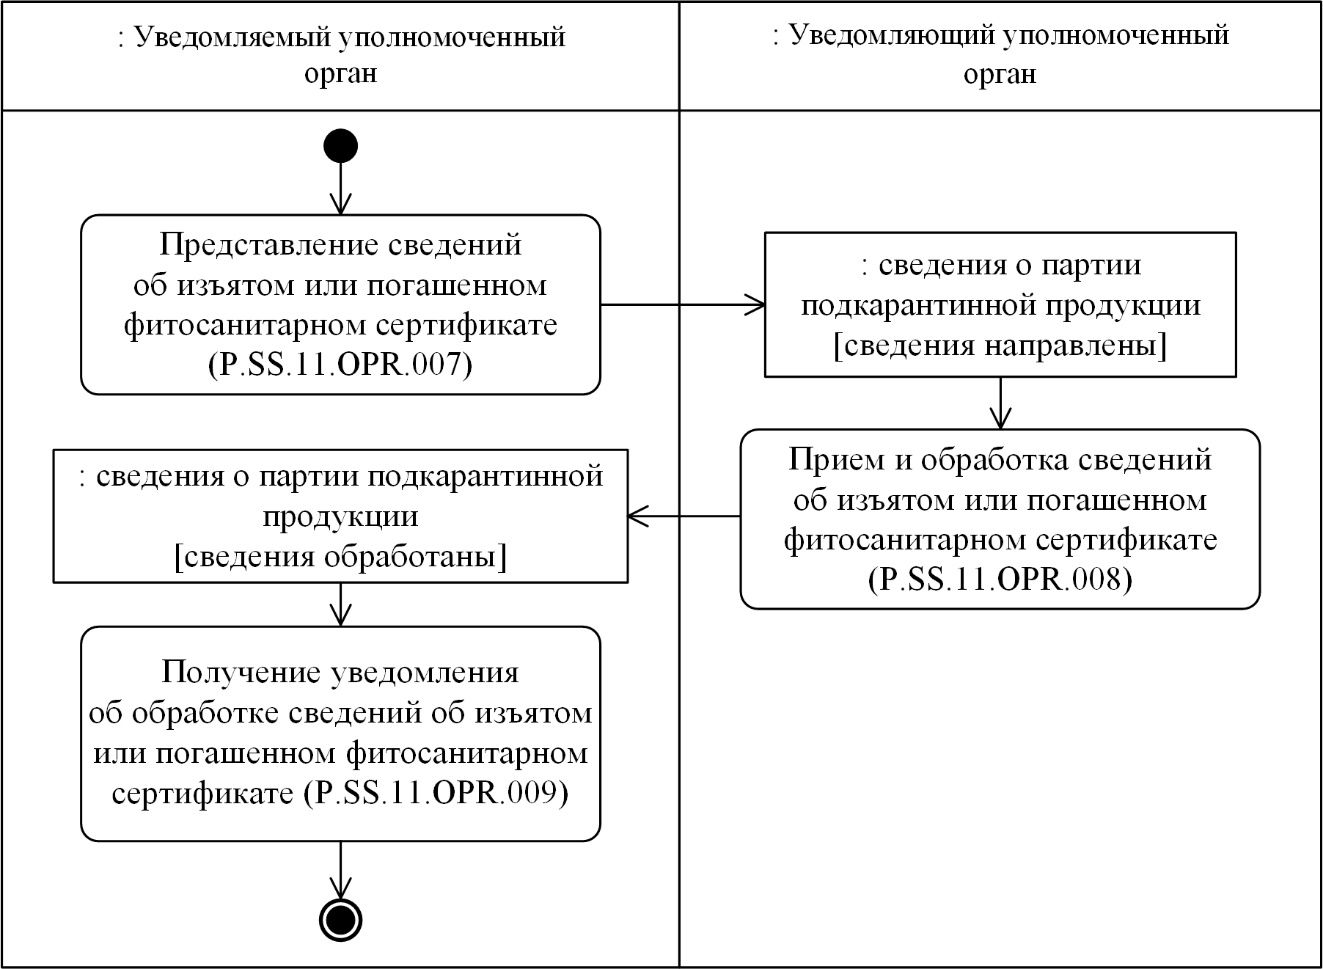 : Уведомляемый уполномоченный
орган
: Уведомляющий уполномоченный
орган
Представление сведений
об изъятом или погашенном
фитосанитарном сертификате
(P.SS.11.OPR.007)
: сведения о партии
подкарантинной продукции
[сведения направлены]
Прием и обработка сведений
об изъятом или погашенном
фитосанитарном сертификате
(P.SS.11.OPR.008)
: сведения о партии подкарантинной
продукции
[сведения обработаны]
Получение уведомления
об обработке сведений об изъятом
или погашенном фитосанитарном
сертификате (P.SS.11.OPR.009)